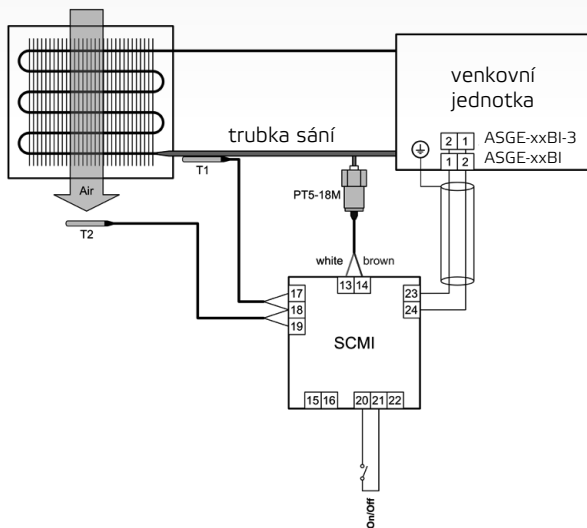 venkovní
jednotka
2 1 ASGE-xxBI-3
1 2 ASGE-xxBI
trubka sání
T1
Air
PT5-18M
T2
white brown
13 14
17
18
19
23
24
SCMI
15 16
20 21 22
On/Off